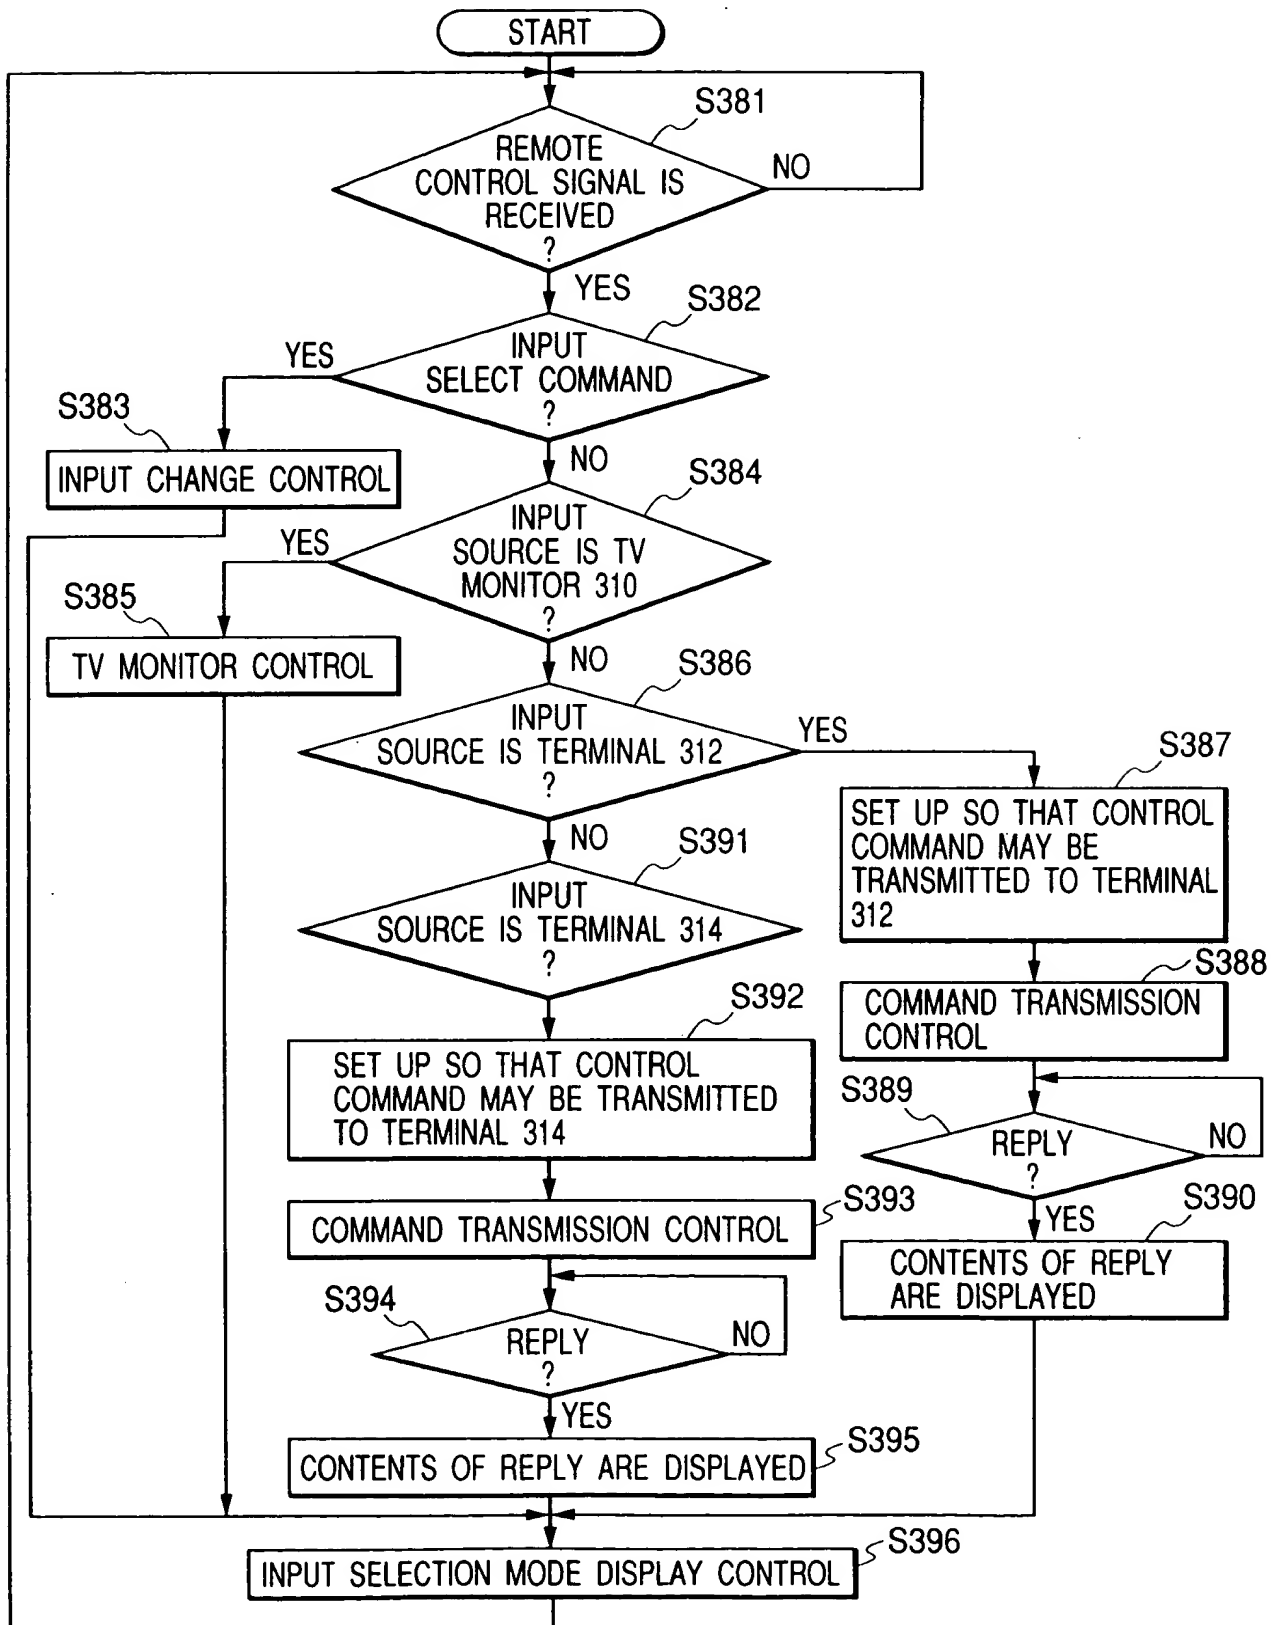 START
S381
REMOTE
CONTROL SIGNAL IS
RECEIVED
?
NO
YES
S382
INPUT
SELECT COMMAND
?
YES
S383
INPUT CHANGE CONTROL
NO
S384
INPUT
SOURCE IS TV
MONITOR 310
?
YES
S385
TV MONITOR CONTROL
NO
S386
INPUT
SOURCE IS TERMINAL 312
?
YES
S387
SET UP SO THAT CONTROL
COMMAND MAY BE
TRANSMITTED TO TERMINAL
312
NO
S391
INPUT
SOURCE IS TERMINAL 314
?
S388
COMMAND TRANSMISSION
CONTROL
S392
SET UP SO THAT CONTROL
COMMAND MAY BE TRANSMITTED
TO TERMINAL 314
S389
REPLY
?
NO
YES
S390
CONTENTS OF REPLY
ARE DISPLAYED
S393
COMMAND TRANSMISSION CONTROL
S394
REPLY
?
NO
YES
S395
CONTENTS OF REPLY ARE DISPLAYED
S396
INPUT SELECTION MODE DISPLAY CONTROL